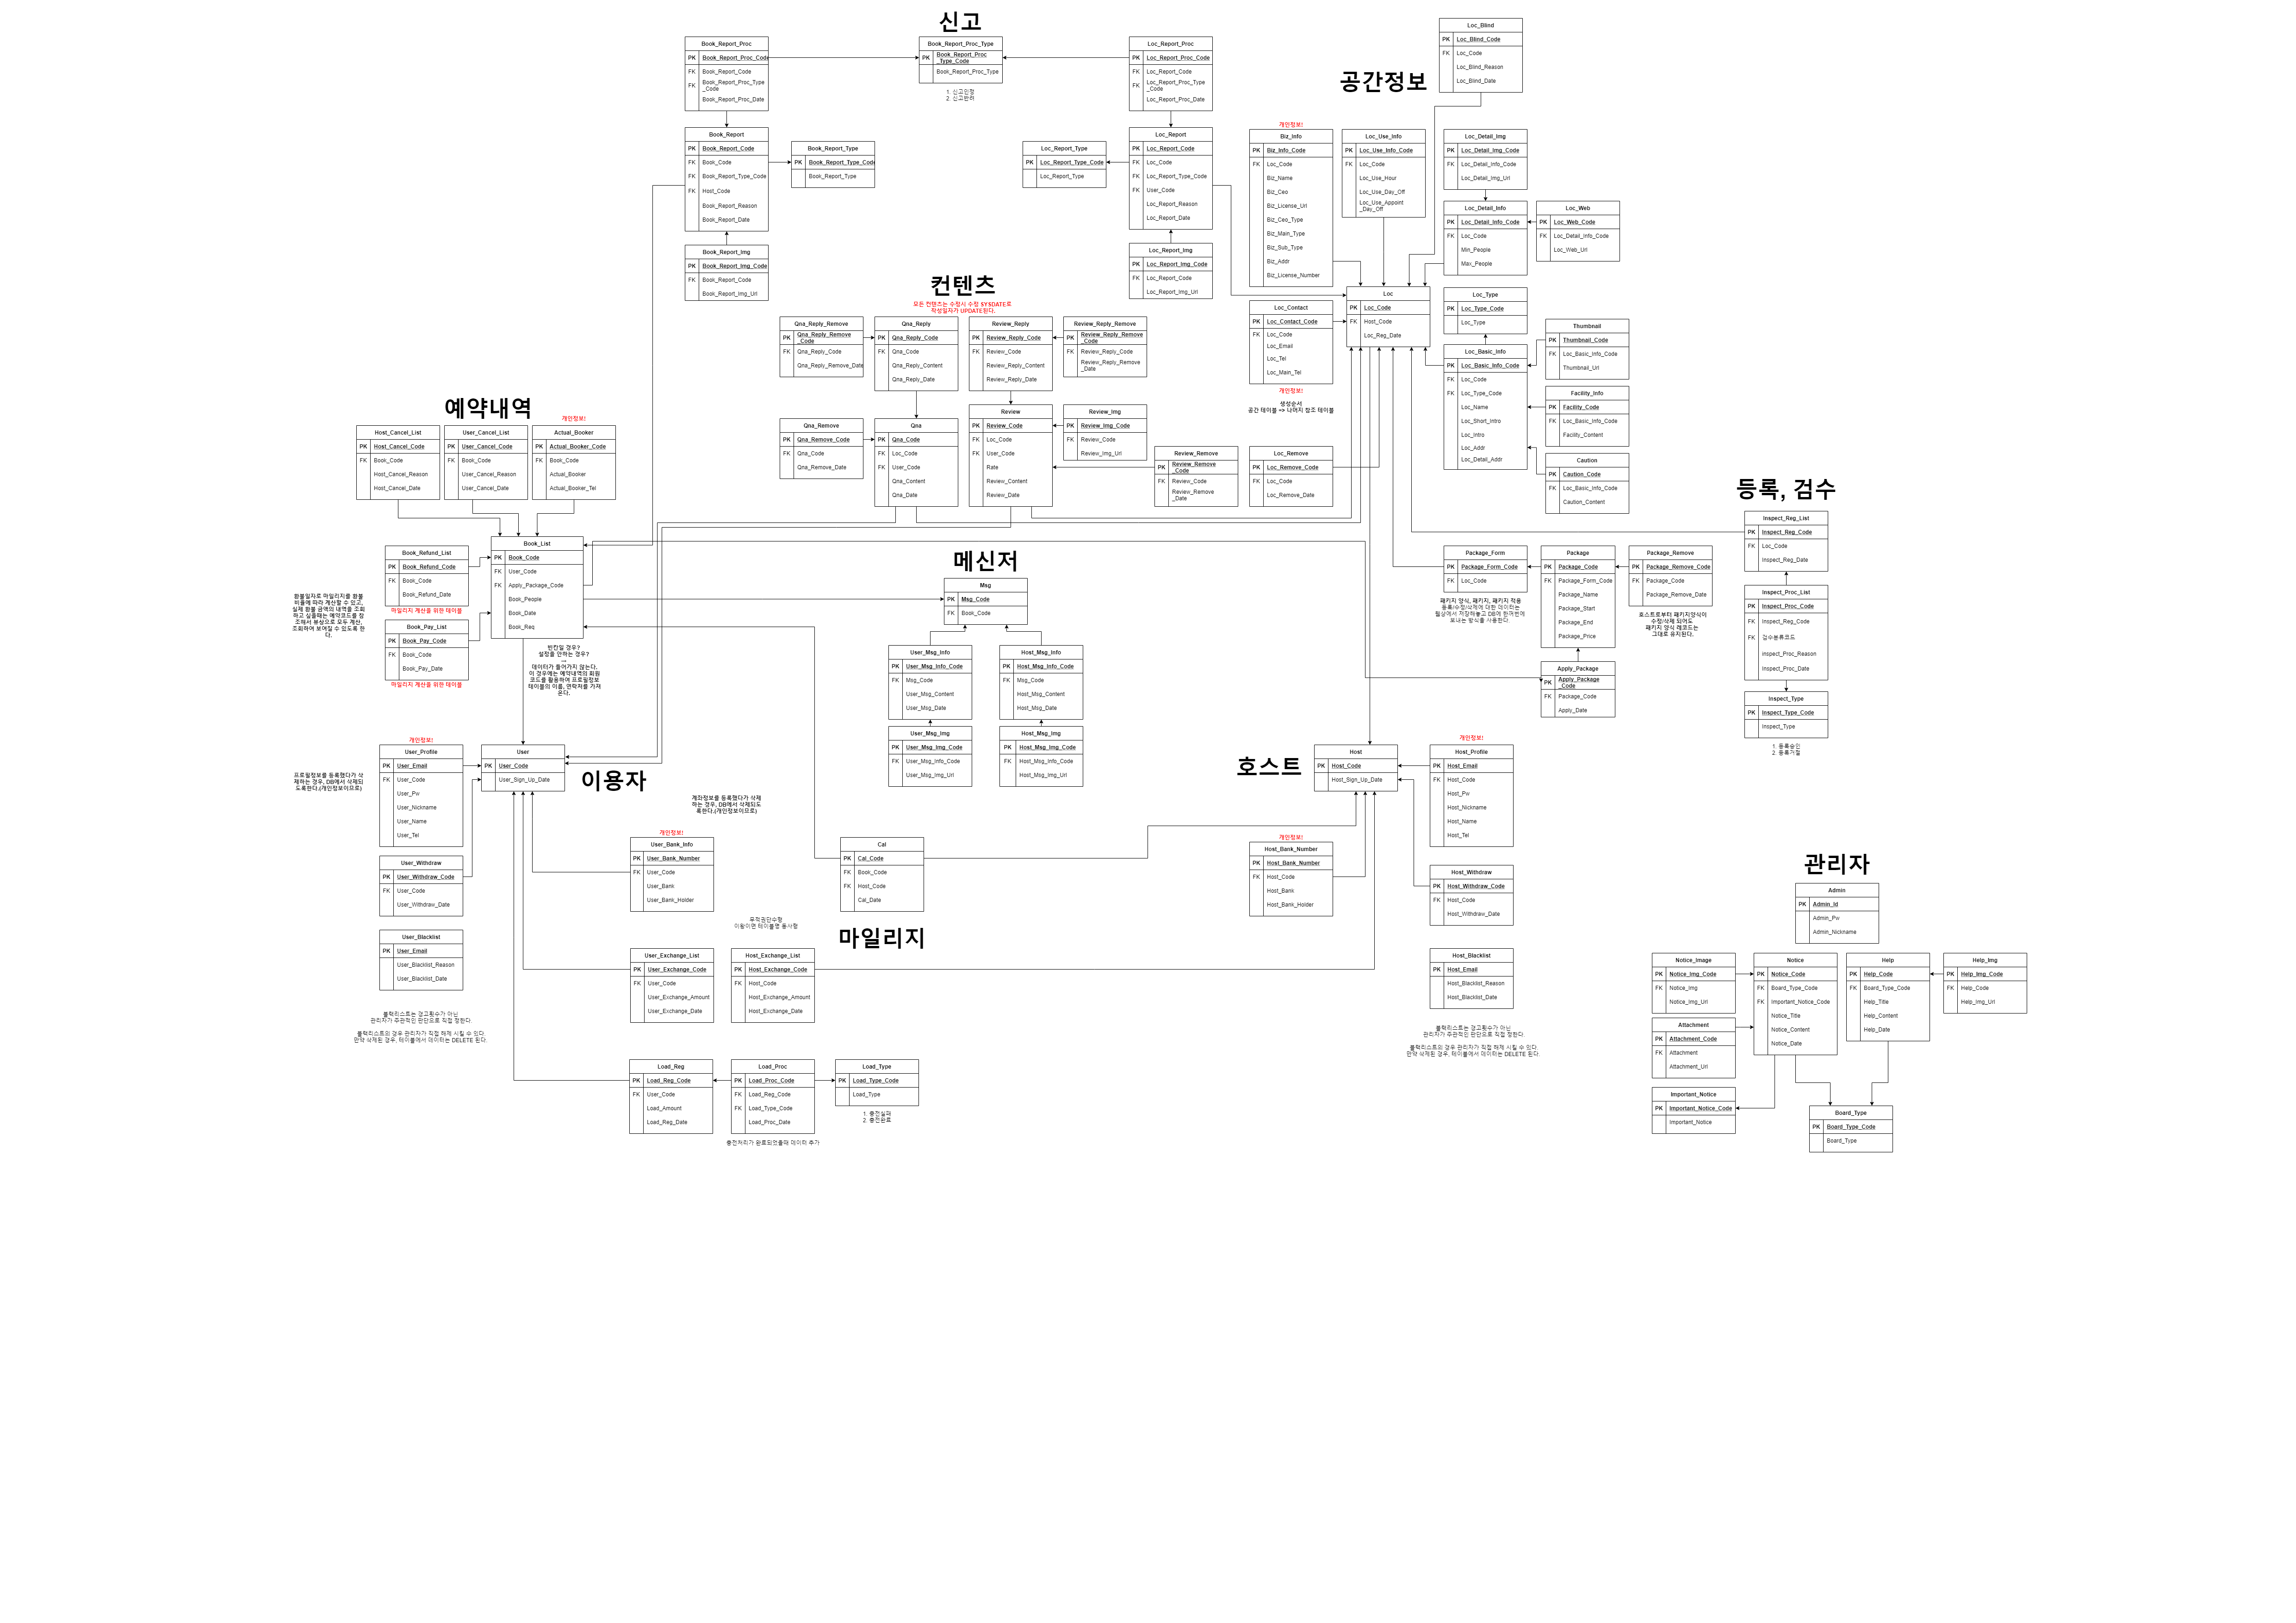 신고
Book_Report_Proc
PK Book_Report_Proc_Code
FK Book_Report_Code
FK Book_Report_Proc_Type
_Code
Book_Report_Proc_Date
Book_Report_Proc_Type
PK Book_Report_Proc
_Type_Code
Book_Report_Proc_Type
1. 신고인정
2. 신고반려
Loc_Report_Proc
PK Loc_Report_Proc_Code
FK Loc_Report_Code
FK Loc_Report_Proc_Type
_Code
Loc_Report_Proc_Date
Book_Report
PK Book_Report_Code
FK Book_Code
FK Book_Report_Type_Code
FK Host_Code
Book_Report_Reason
Book_Report_Date
Book_Report_Type
PK Book_Report_Type_Code
Book_Report_Type
Loc_Report_Type
PK Loc_Report_Type_Code
Loc_Report_Type
Loc_Report
PK Loc_Report_Code
FK Loc_Code
FK Loc_Report_Type_Code
FK User_Code
Loc_Report_Reason
Loc_Report_Date
Book_Report_Img
PK Book_Report_Img_Code
FK Book_Report_Code
Book_Report_Img_Url
Loc_Report_Img
PK Loc_Report_Img_Code
FK Loc_Report_Code
Loc_Report_Img_Url
공간정보
Loc_Blind
PK Loc_Blind_Code
FK Loc_Code
Loc_Blind_Reason
Loc_Blind_Date
개인정보!
Biz_Info
PK Biz_Info_Code
FK Loc_Code
Biz_Name
Biz_Ceo
Biz_License_Url
Biz_Ceo_Type
Biz_Main_Type
Biz_Sub_Type
Biz_Addr
Biz_License_Number
Loc_Use_Info
PK Loc_Use_Info_Code
FK Loc_Code
Loc_Use_Hour
Loc_Use_Day_Off
Loc_Use_Appoint
_Day_Off
Loc_Detail_Img
PK Loc_Detail_Img_Code
FK Loc_Detail_Info_Code
Loc_Detail_Img_Url
Loc_Detail_Info
PK Loc_Detail_Info_Code
FK Loc_Code
Min_People
Max_People
Loc_Web
PK Loc_Web_Code
FK Loc_Detail_Info_Code
Loc_Web_Url
Loc
PK Loc_Code
FK Host_Code
Loc_Reg_Date
Loc_Type
PK Loc_Type_Code
Loc_Type
Loc_Contact
PK Loc_Contact_Code
FK Loc_Code
Loc_Email
Loc_Tel
Loc_Main_Tel
개인정보!
생성순서
공간 테이블 => 나머지 참조 테이블
Loc_Basic_Info
PK Loc_Basic_Info_Code
FK Loc_Code
FK Loc_Type_Code
Loc_Name
Loc_Short_Intro
Loc_Intro
Loc_Addr
Loc_Detail_Addr
Thumbnail
PK Thumbnail_Code
FK Loc_Basic_Info_Code
Thumbnail_Url
Facility_Info
PK Facility_Code
FK Loc_Basic_Info_Code
Facility_Content
Caution
PK Caution_Code
FK Loc_Basic_Info_Code
Caution_Content
Loc_Remove
PK Loc_Remove_Code
FK Loc_Code
Loc_Remove_Date
컨텐츠
모든 컨텐츠는 수정시 수정 SYSDATE로
작성일자가 UPDATE된다.
Qna_Reply_Remove
PK Qna_Reply_Remove
_Code
FK Qna_Reply_Code
Qna_Reply_Remove_Date
Qna_Reply
PK Qna_Reply_Code
FK Qna_Code
Qna_Reply_Content
Qna_Reply_Date
Review_Reply
PK Review_Reply_Code
FK Review_Code
Review_Reply_Content
Review_Reply_Date
Review_Reply_Remove
PK Review_Reply_Remove
_Code
FK Review_Reply_Code
Review_Reply_Remove
_Date
Qna_Remove
PK Qna_Remove_Code
FK Qna_Code
Qna_Remove_Date
Qna
PK Qna_Code
FK Loc_Code
FK User_Code
Qna_Content
Qna_Date
Review
PK Review_Code
FK Loc_Code
FK User_Code
Rate
Review_Content
Review_Date
Review_Img
PK Review_Img_Code
FK Review_Code
Review_Img_Url
Review_Remove
PK Review_Remove
_Code
FK Review_Code
Review_Remove
_Date
예약내역
개인정보!
Host_Cancel_List
PK Host_Cancel_Code
FK Book_Code
Host_Cancel_Reason
Host_Cancel_Date
User_Cancel_List
PK User_Cancel_Code
FK Book_Code
User_Cancel_Reason
User_Cancel_Date
Actual_Booker
PK Actual_Booker_Code
FK Book_Code
Actual_Booker
Actual_Booker_Tel
Book_Refund_List
PK Book_Refund_Code
FK Book_Code
Book_Refund_Date
마일리지 계산을 위한 테이블
환불일자로 마일리지를 환불
비율에 따라 계산할 수 있고,
실제 환불 금액의 내역을 조회
하고 싶을때는 예약코드를 참
조해서 뷰상으로 모두 계산,
조회하여 보여질 수 있도록 한
다.
Book_Pay_List
PK Book_Pay_Code
FK Book_Code
Book_Pay_Date
마일리지 계산을 위한 테이블
Book_List
PK Book_Code
FK User_Code
FK Apply_Package_Code
Book_People
Book_Date
Book_Req
빈칸일 경우?
설정을 안하는 경우?
→
데이터가 들어가지 않는다.
이 경우에는 예약내역의 회원
코드를 활용하여 프로필정보
테이블의 이름, 연락처를 가져
온다.
메신저
Msg
PK Msg_Code
FK Book_Code
User_Msg_Info
PK User_Msg_Info_Code
FK Msg_Code
User_Msg_Content
User_Msg_Date
Host_Msg_Info
PK Host_Msg_Info_Code
FK Msg_Code
Host_Msg_Content
Host_Msg_Date
User_Msg_Img
PK User_Msg_Img_Code
FK User_Msg_Info_Code
User_Msg_Img_Url
Host_Msg_Img
PK Host_Msg_Img_Code
FK Host_Msg_Info_Code
Host_Msg_Img_Url
Package_Form
PK Package_Form_Code
FK Loc_Code
패키지 양식, 패키지, 패키지 적용
등록/수정/삭제에 대한 데이터는
웹상에서 저장해놓고 DB에 한꺼번에
보내는 방식을 사용한다.
Package
PK Package_Code
FK Package_Form_Code
Package_Name
Package_Start
Package_End
Package_Price
Package_Remove
PK Package_Remove_Code
FK Package_Code
Package_Remove_Date
호스트로부터 패키지양식이
수정/삭제 되어도
패키지 양식 레코드는
그대로 유지된다.
Apply_Package
PK Apply_Package
_Code
FK Package_Code
Apply_Date
등록, 검수
Inspect_Reg_List
PK Inspect_Reg_Code
FK Loc_Code
Inspect_Reg_Date
Inspect_Proc_List
PK Inspect_Proc_Code
FK Inspect_Reg_Code
FK 검수분류코드
inspect_Proc_Reason
Inspect_Proc_Date
Inspect_Type
PK Inspect_Type_Code
Inspect_Type
1. 등록승인
2. 등록거절
이용자
개인정보!
User_Profile
PK User_Email
FK User_Code
User_Pw
User_Nickname
User_Name
User_Tel
프로필정보를 등록했다가 삭
제하는 경우, DB에서 삭제되
도록한다.(개인정보이므로)
User
PK User_Code
User_Sign_Up_Date
User_Withdraw
PK User_Withdraw_Code
FK User_Code
User_Withdraw_Date
User_Blacklist
PK User_Email
User_Blacklist_Reason
User_Blacklist_Date
블랙리스트는 경고횟수가 아닌
관리자가 주관적인 판단으로 직접 정한다.
블랙리스트의 경우 관리자가 직접 해제 시킬 수 있다.
만약 삭제된 경우, 테이블에서 데이터는 DELETE 된다.
계좌정보를 등록했다가 삭제
하는 경우, DB에서 삭제되도
록한다.(개인정보이므로)
개인정보!
User_Bank_Info
PK User_Bank_Number
FK User_Code
User_Bank
User_Bank_Holder
Cal
PK Cal_Code
FK Book_Code
FK Host_Code
Cal_Date
마일리지
이왕이면 테이블명 동사형
User_Exchange_List
PK User_Exchange_Code
FK User_Code
User_Exchange_Amount
User_Exchange_Date
Host_Exchange_List
PK Host_Exchange_Code
FK Host_Code
Host_Exchange_Amount
Host_Exchange_Date
Load_Reg
PK Load_Reg_Code
FK User_Code
Load_Amount
Load_Reg_Date
Load_Proc
PK Load_Proc_Code
FK Load_Reg_Code
FK Load_Type_Code
Load_Proc_Date
충전처리가 완료되었을때 데이터 추가
Load_Type
PK Load_Type_Code
Load_Type
1. 충전실패
2. 충전완료
호스트
Host
PK Host_Code
Host_Sign_Up_Date
개인정보!
Host_Profile
PK Host_Email
FK Host_Code
Host_Pw
Host_Nickname
Host_Name
Host_Tel
개인정보!
Host_Bank_Number
PK Host_Bank_Number
FK Host_Code
Host_Bank
Host_Bank_Holder
Host_Withdraw
PK Host_Withdraw_Code
FK Host_Code
Host_Withdraw_Date
Host_Blacklist
PK Host_Email
Host_Blacklist_Reason
Host_Blacklist_Date
블랙리스트는 경고횟수가 아닌
관리자가 주관적인 판단으로 직접 정한다.
블랙리스트의 경우 관리자가 직접 해제 시킬 수 있다.
만약 삭제된 경우, 테이블에서 데이터는 DELETE 된다.
관리자
Admin
PK Admin_Id
Admin_Pw
Admin_Nickname
Notice_Image
PK Notice_Img_Code
FK Notice_Img
Notice_Img_Url
Notice
PK Notice_Code
FK Board_Type_Code
FK Important_Notice_Code
Notice_Title
Notice_Content
Notice_Date
Help
PK Help_Code
FK Board_Type_Code
Help_Title
Help_Content
Help_Date
Help_Img
PK Help_Img_Code
FK Help_Code
Help_Img_Url
Attachment
PK Attachment_Code
FK Attachment
Attachment_Url
Important_Notice
PK Important_Notice_Code
Important_Notice
Board_Type
PK Board_Type_Code
Board_Type